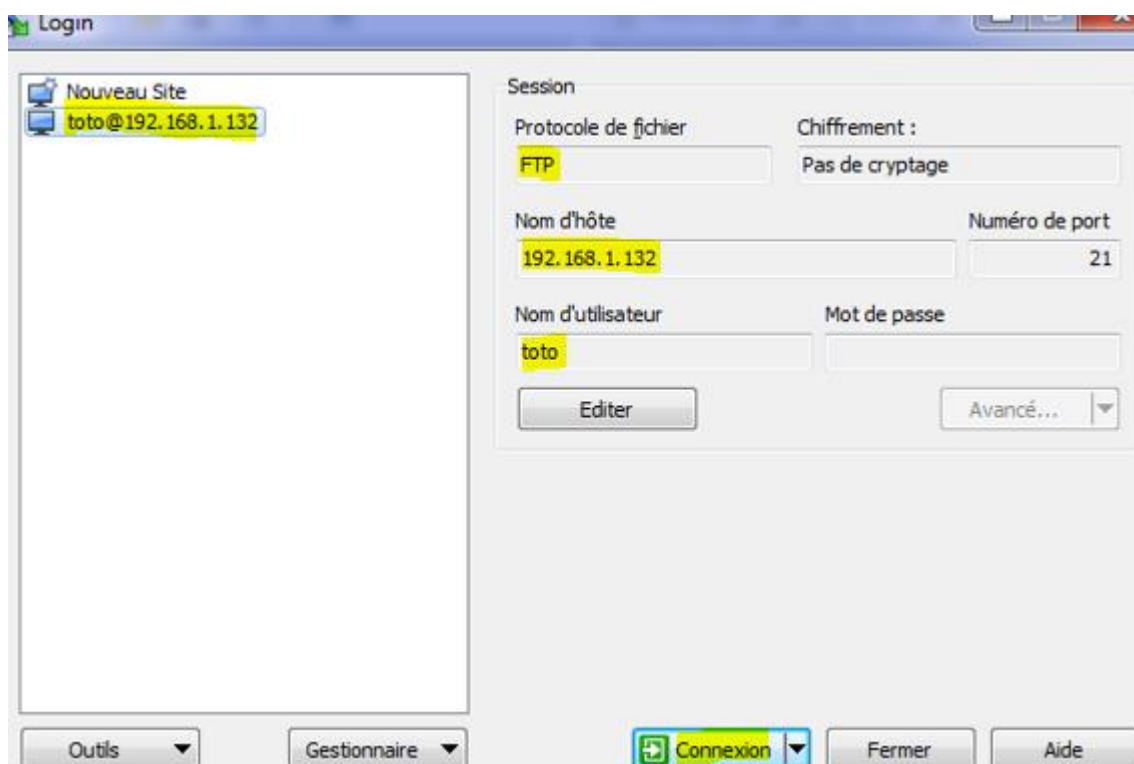 Login
Nouveau Site
toto@192.168.1.132
Session
Protocole de fichier
Chiffrement :
FTP
Pas de cryptage
Nom d'hôte
Numéro de port
192.168.1.132
21
Nom d'utilisateur
Mot de passe
toto
Editer
Avancé...
Outils
Gestionnaire
Connexion
Fermer
Aide